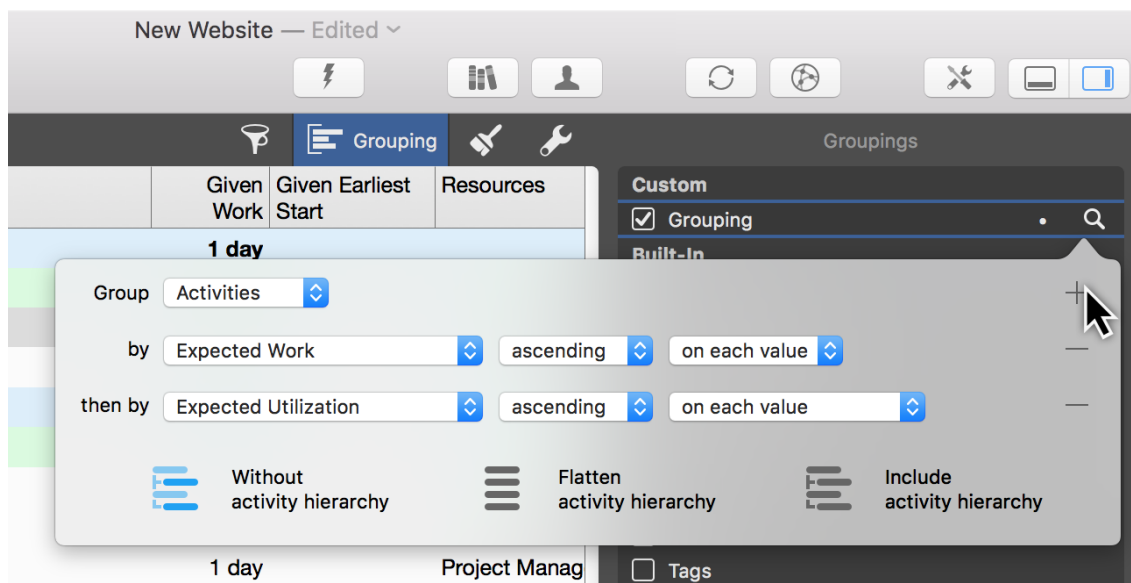 New Website — Edited
Grouping
Groupings
Given Work
Given Earliest Start
Resources
Custom
Grouping
1 day
Built-In
Group Activities
by Expected Work ascending on each value
then by Expected Utilization ascending on each value
Without
activity hierarchy
Flatten
activity hierarchy
Include
activity hierarchy
1 day
Project Manag
Tags